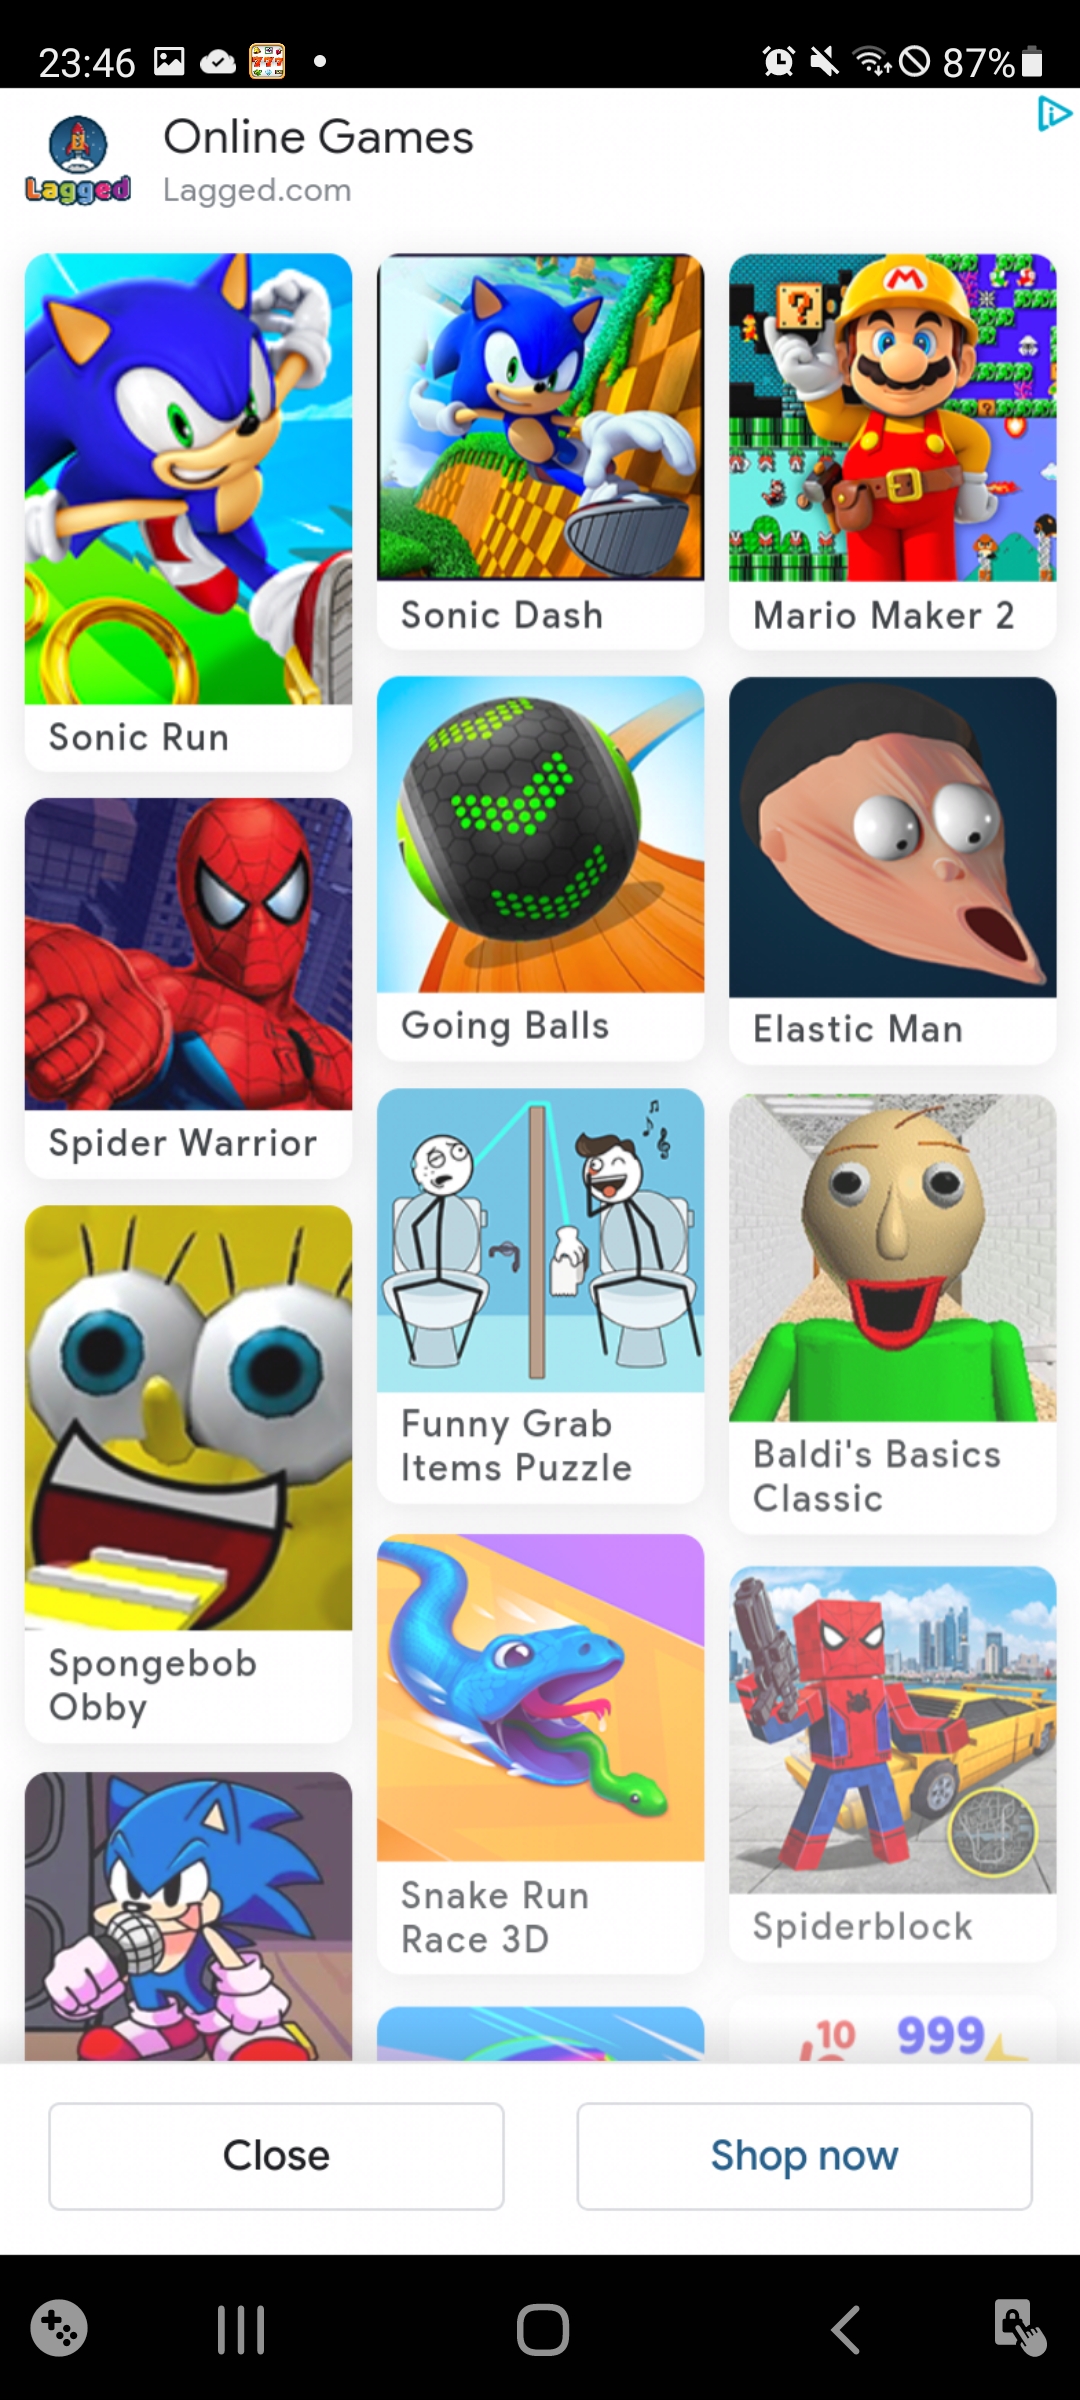 23:46
87%
Online Games
Lagged
Lagged.com
Sonic Run
Sonic Dash
Mario Maker 2
Spider Warrior
Going Balls
Elastic Man
Spongebob
Obby
Funny Grab
Items Puzzle
Baldi's Basics
Classic
Snake Run
Race 3D
Spiderblock
10
999
Close
Shop now